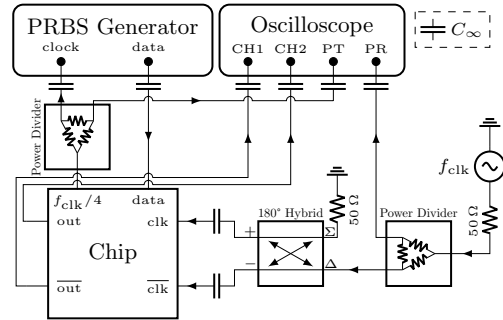 PRBS Generator
clock
data
Oscilloscope
CH1
CH2
PT
PR
C∞
Power Divider
f_clk/4
data
out
clk
Chip
out
clk
180° Hybrid
+
−
Σ
Δ
50 Ω
Power Divider
50 Ω
f_clk